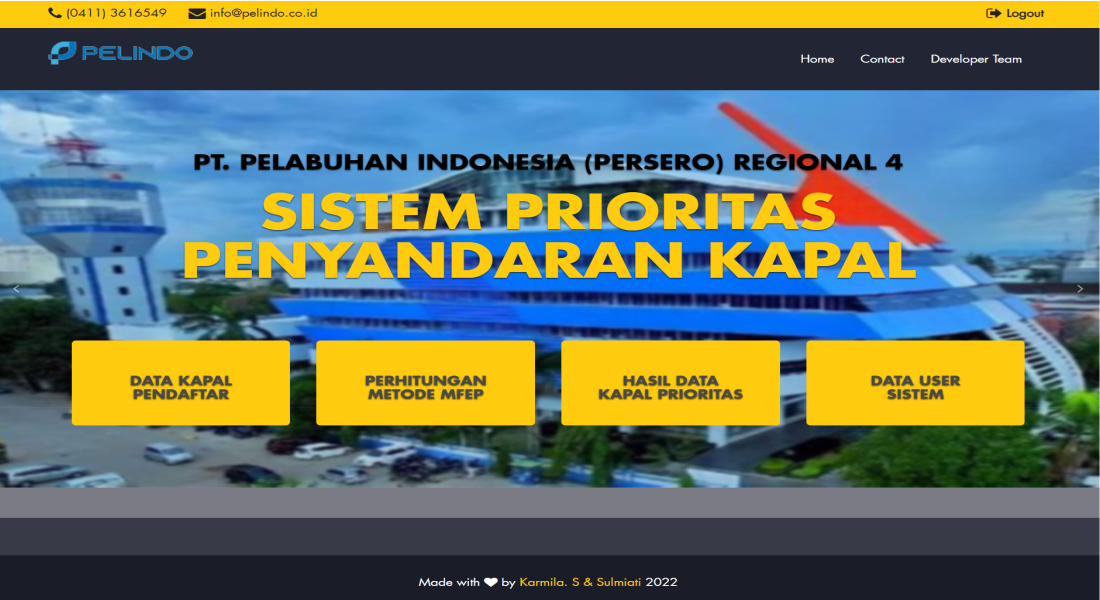 (0411) 3616549 info@pelindo.co.id Logout
PELINDO
Home Contact Developer Team
PT. PELABUHAN INDONESIA (PERSERO) REGIONAL 4
SISTEM PRIORITAS
PENYANDARAN KAPAL
DATA KAPAL
PENDAFTAR
PERHITUNGAN
METODE MFEP
HASIL DATA
KAPAL PRIORITAS
DATA USER
SISTEM
Made with ❤ by Karmila. S & Sulmiati 2022